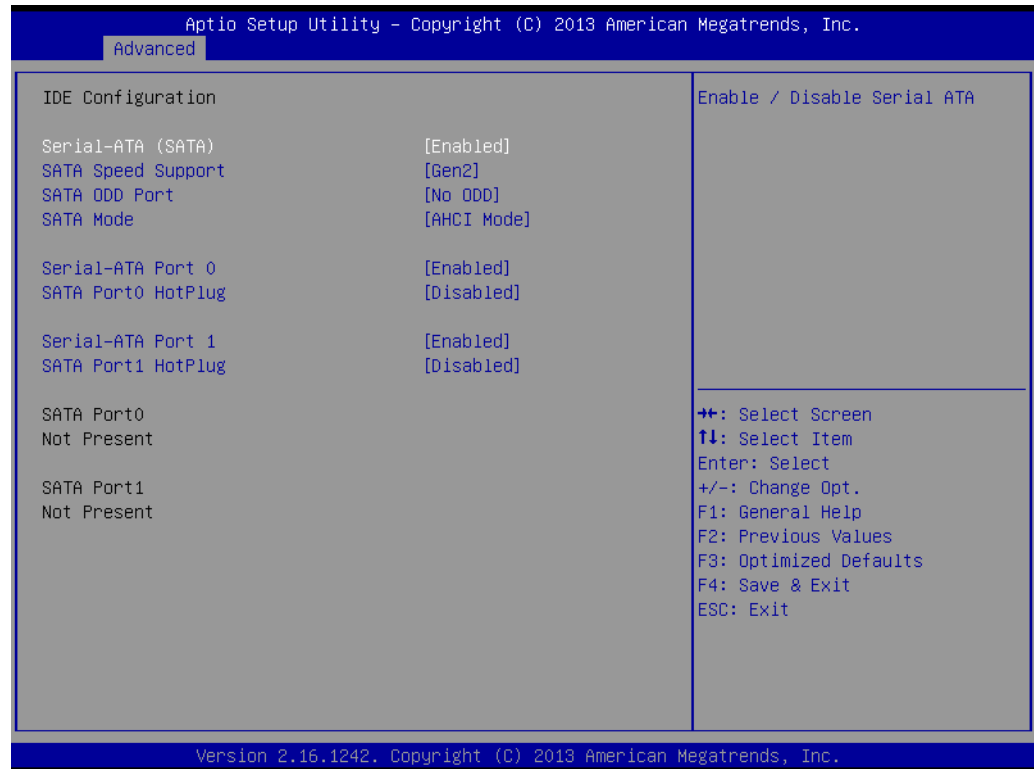 Aptio Setup Utility – Copyright (C) 2013 American Megatrends, Inc.
Advanced
IDE Configuration
Serial-ATA (SATA) [Enabled]
SATA Speed Support [Gen2]
SATA ODD Port [No ODD]
SATA Mode [AHCI Mode]
Serial-ATA Port 0 [Enabled]
SATA Port0 HotPlug [Disabled]
Serial-ATA Port 1 [Enabled]
SATA Port1 HotPlug [Disabled]
SATA Port0
Not Present
SATA Port1
Not Present
Enable / Disable Serial ATA
→←: Select Screen
↑↓: Select Item
Enter: Select
+/-: Change Opt.
F1: General Help
F2: Previous Values
F3: Optimized Defaults
F4: Save & Exit
ESC: Exit
Version 2.16.1242. Copyright (C) 2013 American Megatrends, Inc.